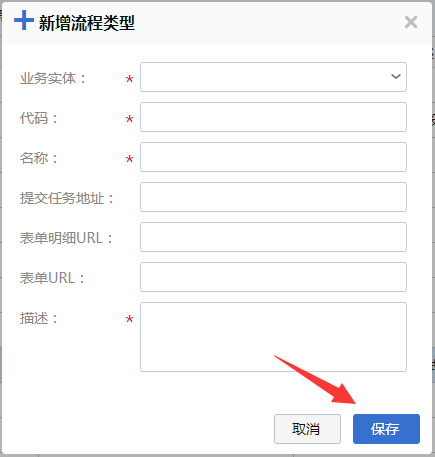 新增流程类型
业务实体：
*
代码：
*
名称：
*
提交任务地址：
表单明细URL：
表单URL：
描述：
*
取消
保存